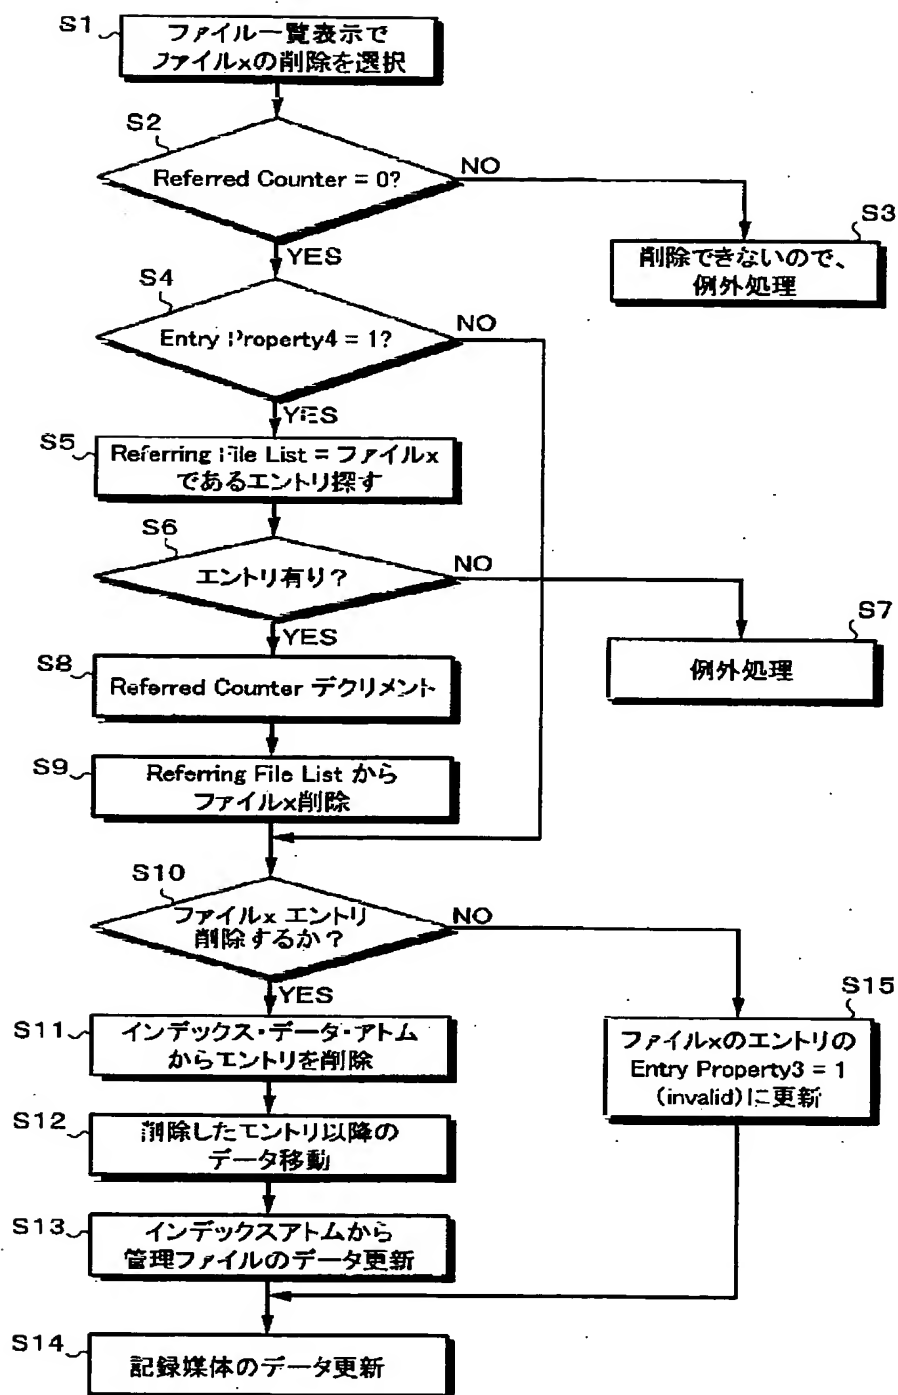 S1
ファイル一覧表示で
ファイルxの削除を選択
S2
Referred Counter = 0?
NO
YES
S3
削除できないので、
例外処理
S4
Entry Property4 = 1?
NO
YES
S5
Referring File List = ファイルx
であるエントリ探す
S6
エントリ有り？
NO
YES
S7
例外処理
S8
Referred Counter デクリメント
S9
Referring File List から
ファイルx削除
S10
ファイルx エントリ
削除するか？
NO
YES
S11
インデックス・データ・アトム
からエントリを削除
S15
ファイルxのエントリの
Entry Property3 = 1
(invalid)に更新
S12
削除したエントリ以降の
データ移動
S13
インデックスアトムから
管理ファイルのデータ更新
S14
記録媒体のデータ更新